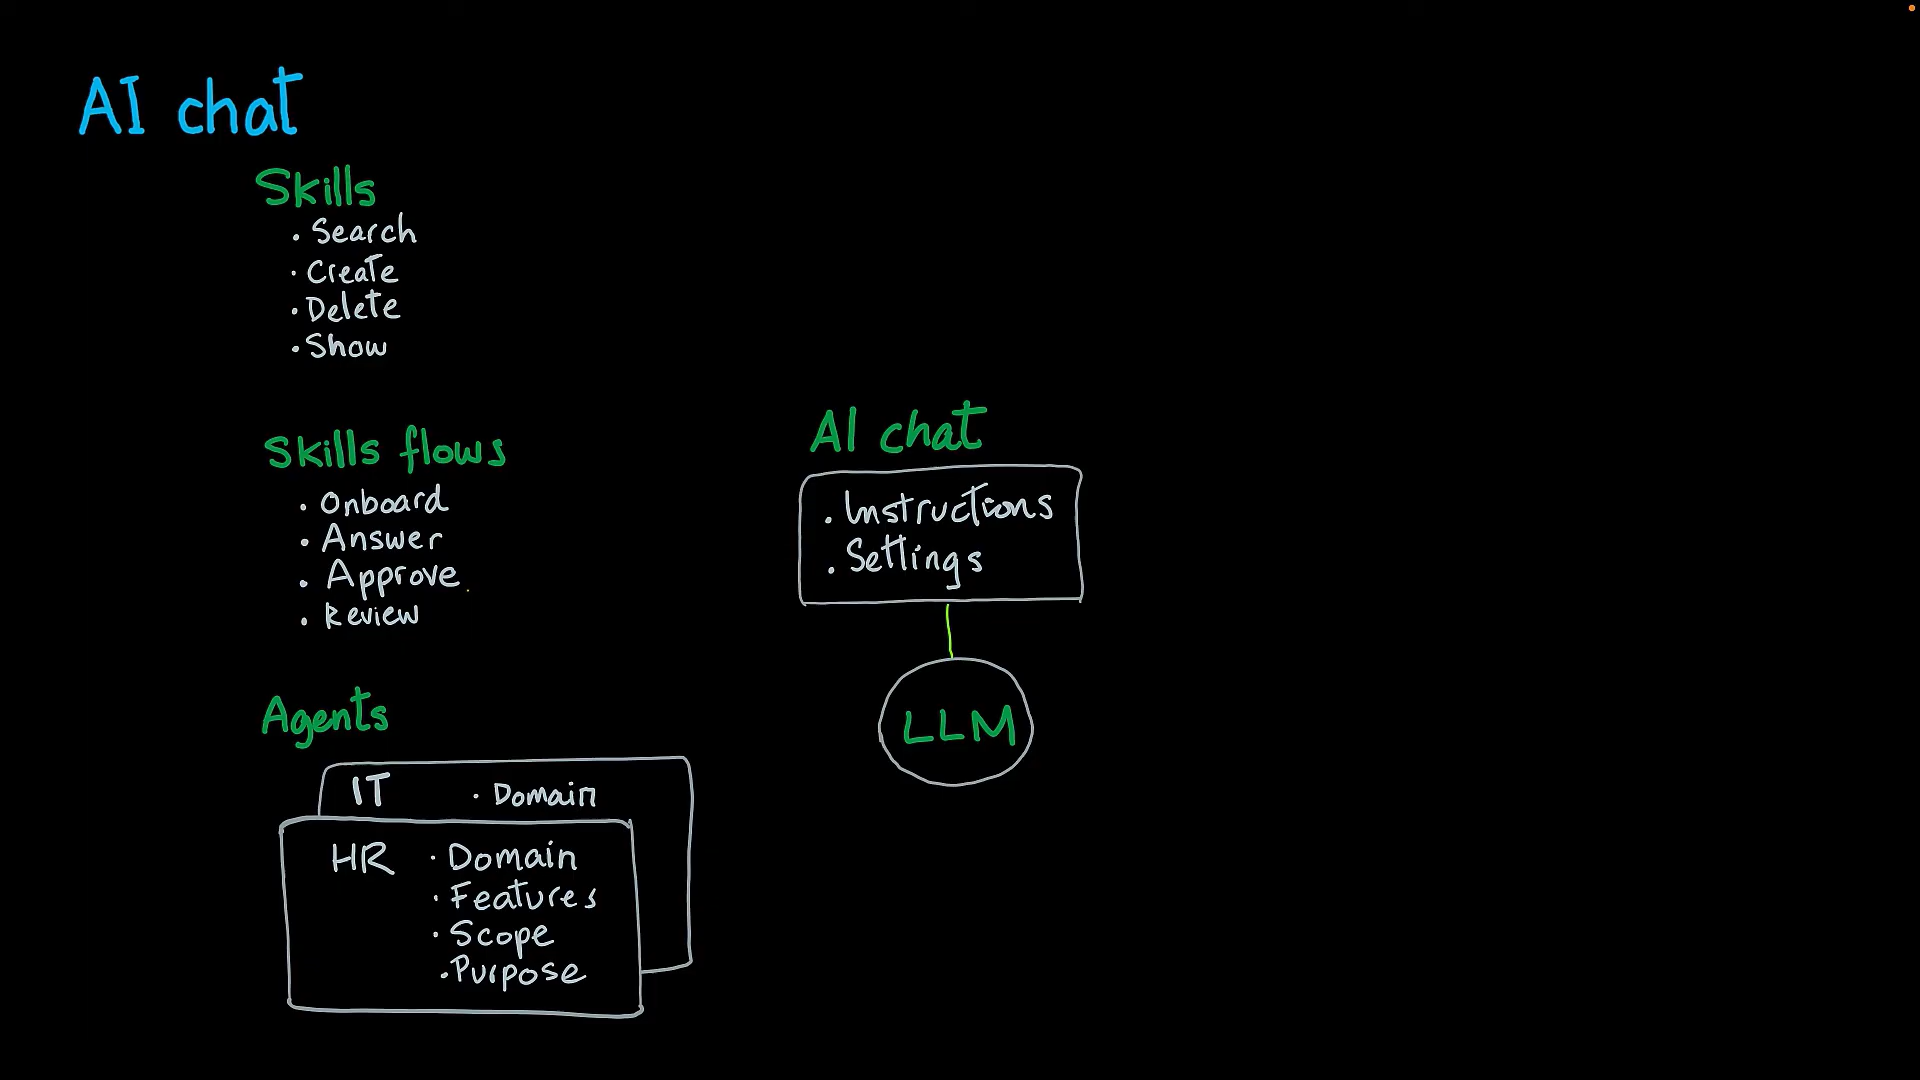 AI chat
Skills
• Search
• Create
• Delete
• Show
Skills flows
• Onboard
• Answer
• Approve
• Review
Agents
IT • Domain
HR • Domain
• Features
• Scope
• Purpose
AI chat
• Instructions
• Settings
LLM